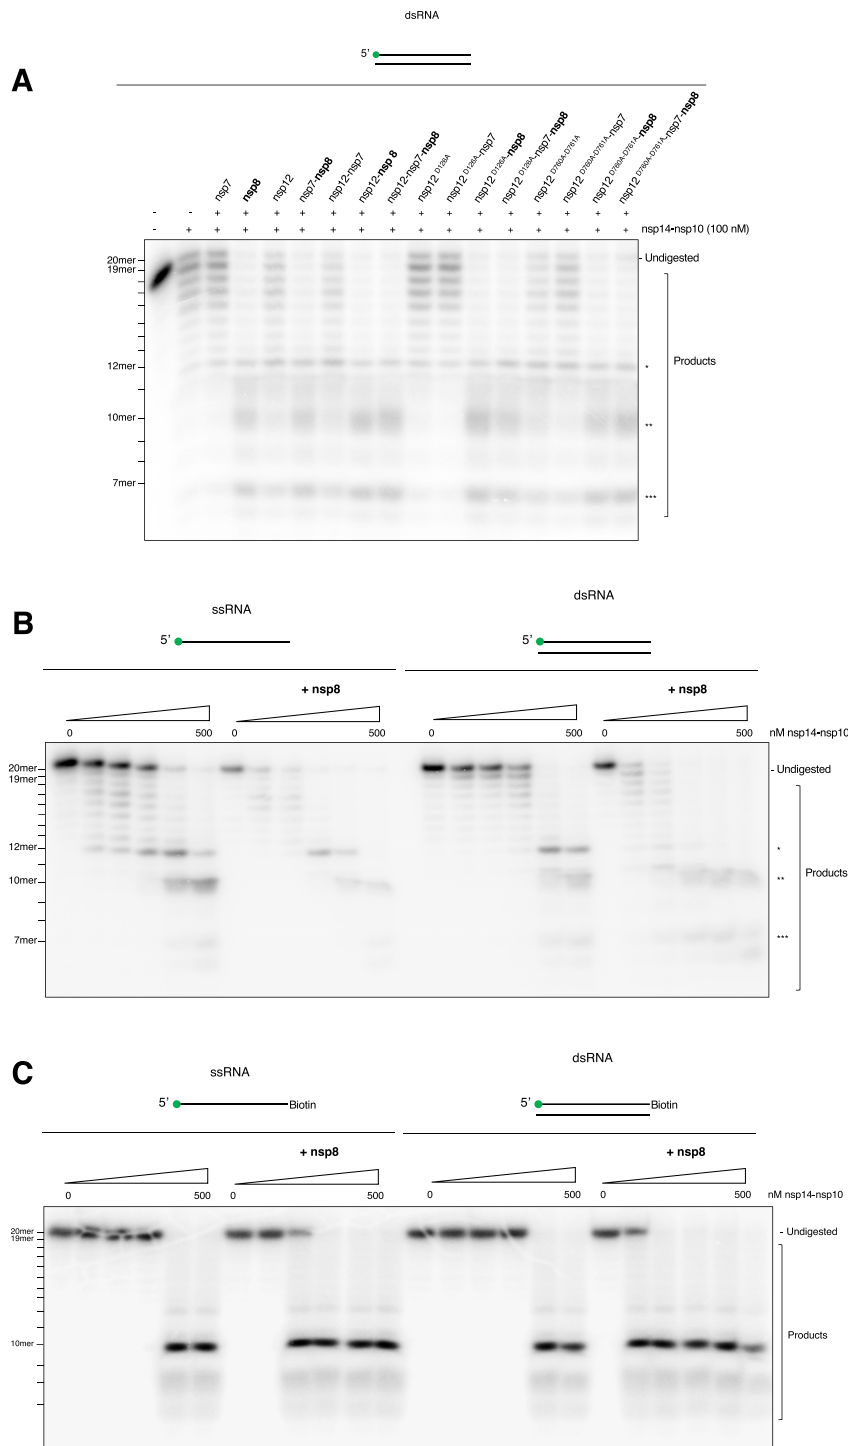 dsRNA
5'
A
nsp7
nsp8
nsp12
nsp7-nsp8
nsp12-nsp7
nsp12-nsp 8
nsp12-nsp7-nsp8
nsp12 D126A
nsp12 D126A-nsp7
nsp12 D126A-nsp8
nsp12 D126A-nsp7-nsp8
nsp12 D760A-D761A
nsp12 D760A-D761A-nsp7
nsp12 D760A-D761A-nsp8
nsp12 D760A-D761A-nsp7-nsp8
- - + + + + + + + + + + + + + + +
- + + + + + + + + + + + + + + + + nsp14-nsp10 (100 nM)
20mer - Undigested
19mer
12mer * Products
10mer **
7mer ***
B
ssRNA dsRNA
5' 5'
+ nsp8 + nsp8
0 500 0 500 0 500 0 500 nM nsp14-nsp10
20mer - Undigested
19mer
12mer *
10mer ** Products
7mer ***
C
ssRNA dsRNA
5' Biotin 5' Biotin
+ nsp8 + nsp8
0 500 0 500 0 500 0 500 nM nsp14-nsp10
20mer - Undigested
19mer
Products
10mer